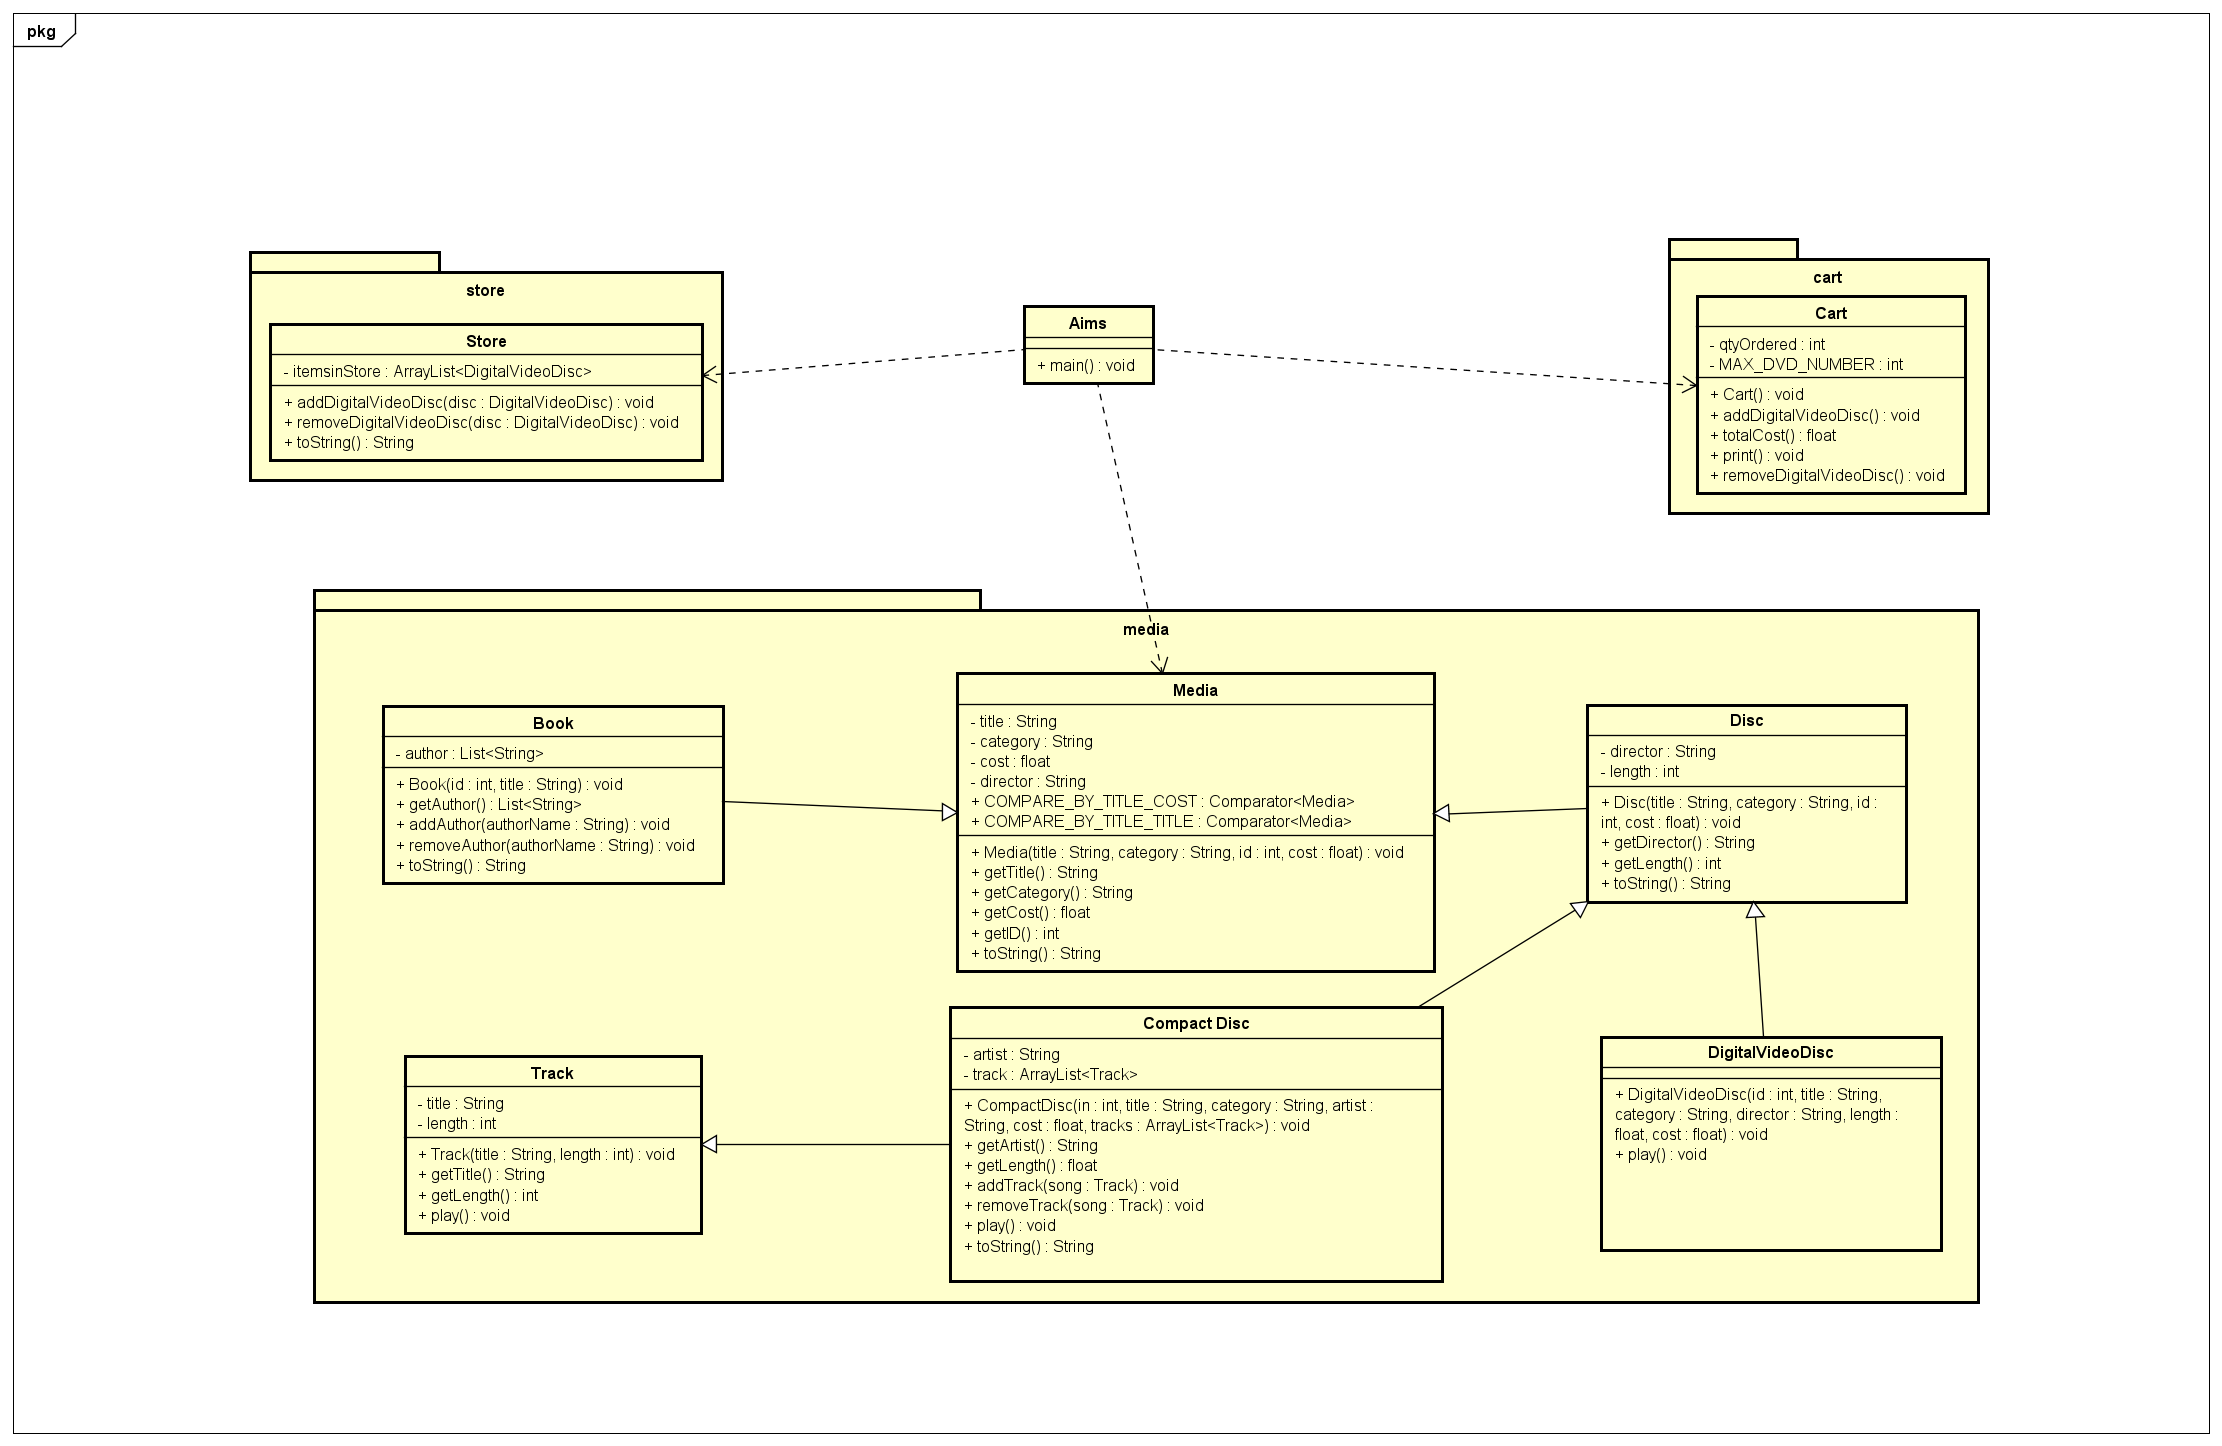 pkg
store
Store
- itemsinStore : ArrayList<DigitalVideoDisc>
+ addDigitalVideoDisc(disc : DigitalVideoDisc) : void
+ removeDigitalVideoDisc(disc : DigitalVideoDisc) : void
+ toString() : String
Aims
+ main() : void
cart
Cart
- qtyOrdered : int
- MAX_DVD_NUMBER : int
+ Cart() : void
+ addDigitalVideoDisc() : void
+ totalCost() : float
+ print() : void
+ removeDigitalVideoDisc() : void
media
Book
- author : List<String>
+ Book(id : int, title : String) : void
+ getAuthor() : List<String>
+ addAuthor(authorName : String) : void
+ removeAuthor(authorName : String) : void
+ toString() : String
Media
- title : String
- category : String
- cost : float
- director : String
+ COMPARE_BY_TITLE_COST : Comparator<Media>
+ COMPARE_BY_TITLE_TITLE : Comparator<Media>
+ Media(title : String, category : String, id : int, cost : float) : void
+ getTitle() : String
+ getCategory() : String
+ getCost() : float
+ getID() : int
+ toString() : String
Disc
- director : String
- length : int
+ Disc(title : String, category : String, id :
int, cost : float) : void
+ getDirector() : String
+ getLength() : int
+ toString() : String
Track
- title : String
- length : int
+ Track(title : String, length : int) : void
+ getTitle() : String
+ getLength() : int
+ play() : void
Compact Disc
- artist : String
- track : ArrayList<Track>
+ CompactDisc(in : int, title : String, category : String, artist :
String, cost : float, tracks : ArrayList<Track>) : void
+ getArtist() : String
+ getLength() : float
+ addTrack(song : Track) : void
+ removeTrack(song : Track) : void
+ play() : void
+ toString() : String
DigitalVideoDisc
+ DigitalVideoDisc(id : int, title : String,
category : String, director : String, length :
float, cost : float) : void
+ play() : void